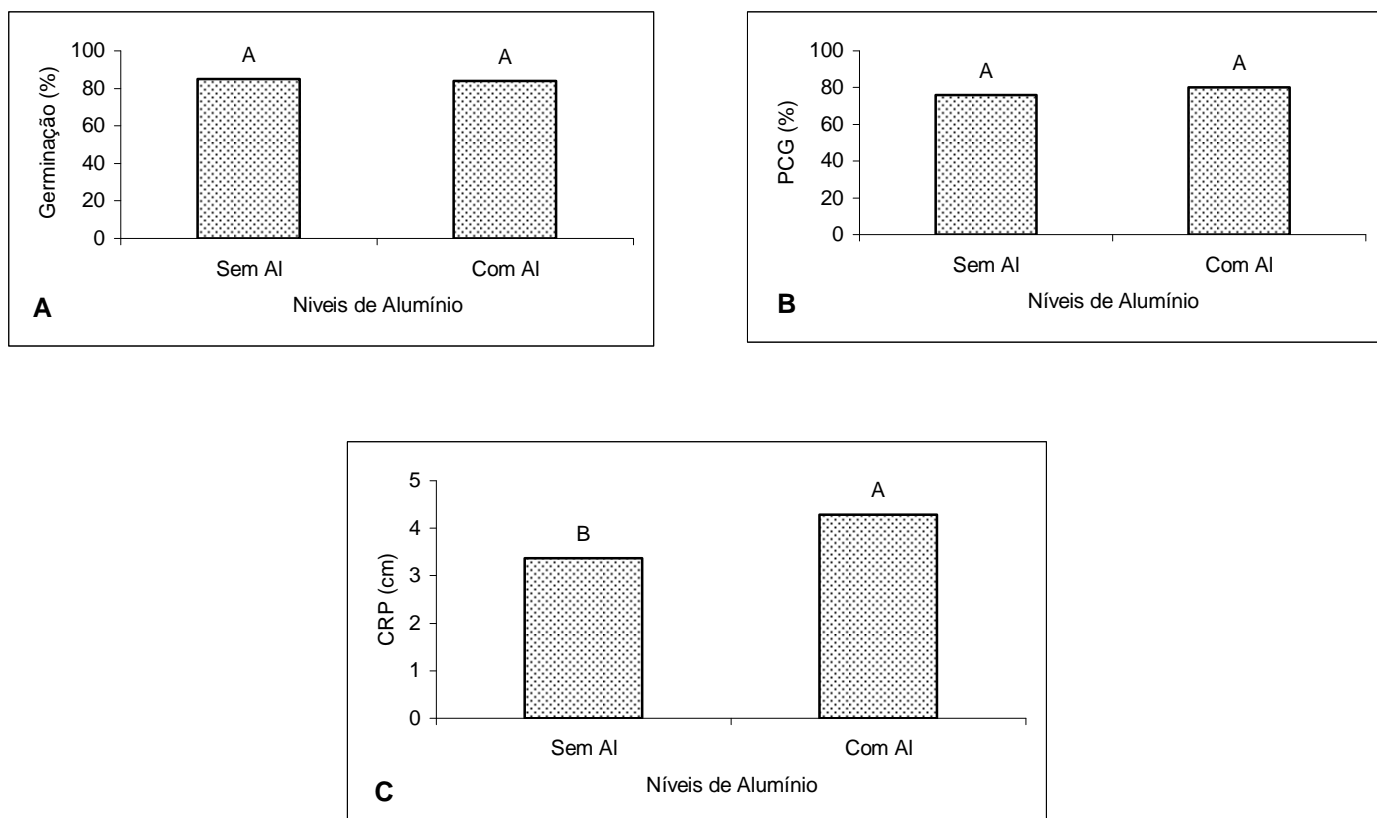 A
A
100
80
60
40
20
0
Germinação (%)
Sem Al
Com Al
Niveis de Alumínio
A
A
A
100
80
60
40
20
0
PCG (%)
Sem Al
Com Al
Níveis de Alumínio
B
B
A
5
4
3
2
1
0
CRP (cm)
Sem Al
Com Al
Níveis de Alumínio
C